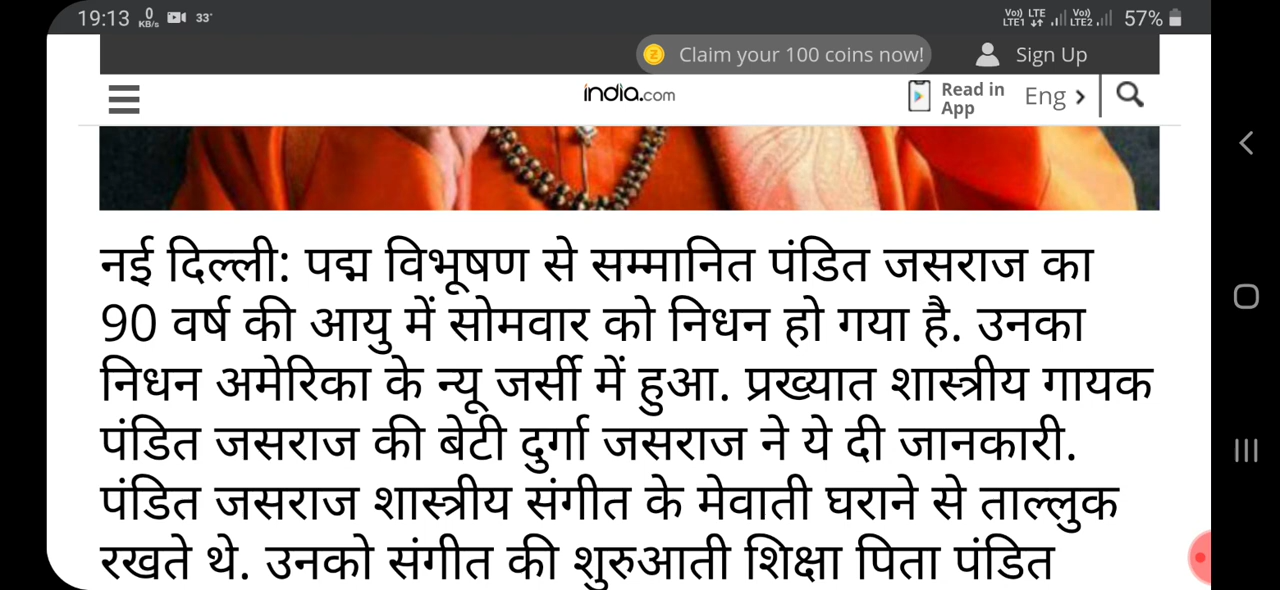 19:13 0 KB/s 33° Vo)) LTE LTE1 Vo)) LTE2 57%
Claim your 100 coins now! Sign Up
india.com Read in App Eng
नई दिल्ली: पद्म विभूषण से सम्मानित पंडित जसराज का
90 वर्ष की आयु में सोमवार को निधन हो गया है. उनका
निधन अमेरिका के न्यू जर्सी में हुआ. प्रख्यात शास्त्रीय गायक
पंडित जसराज की बेटी दुर्गा जसराज ने ये दी जानकारी.
पंडित जसराज शास्त्रीय संगीत के मेवाती घराने से ताल्लुक
रखते थे. उनको संगीत की शुरुआती शिक्षा पिता पंडित